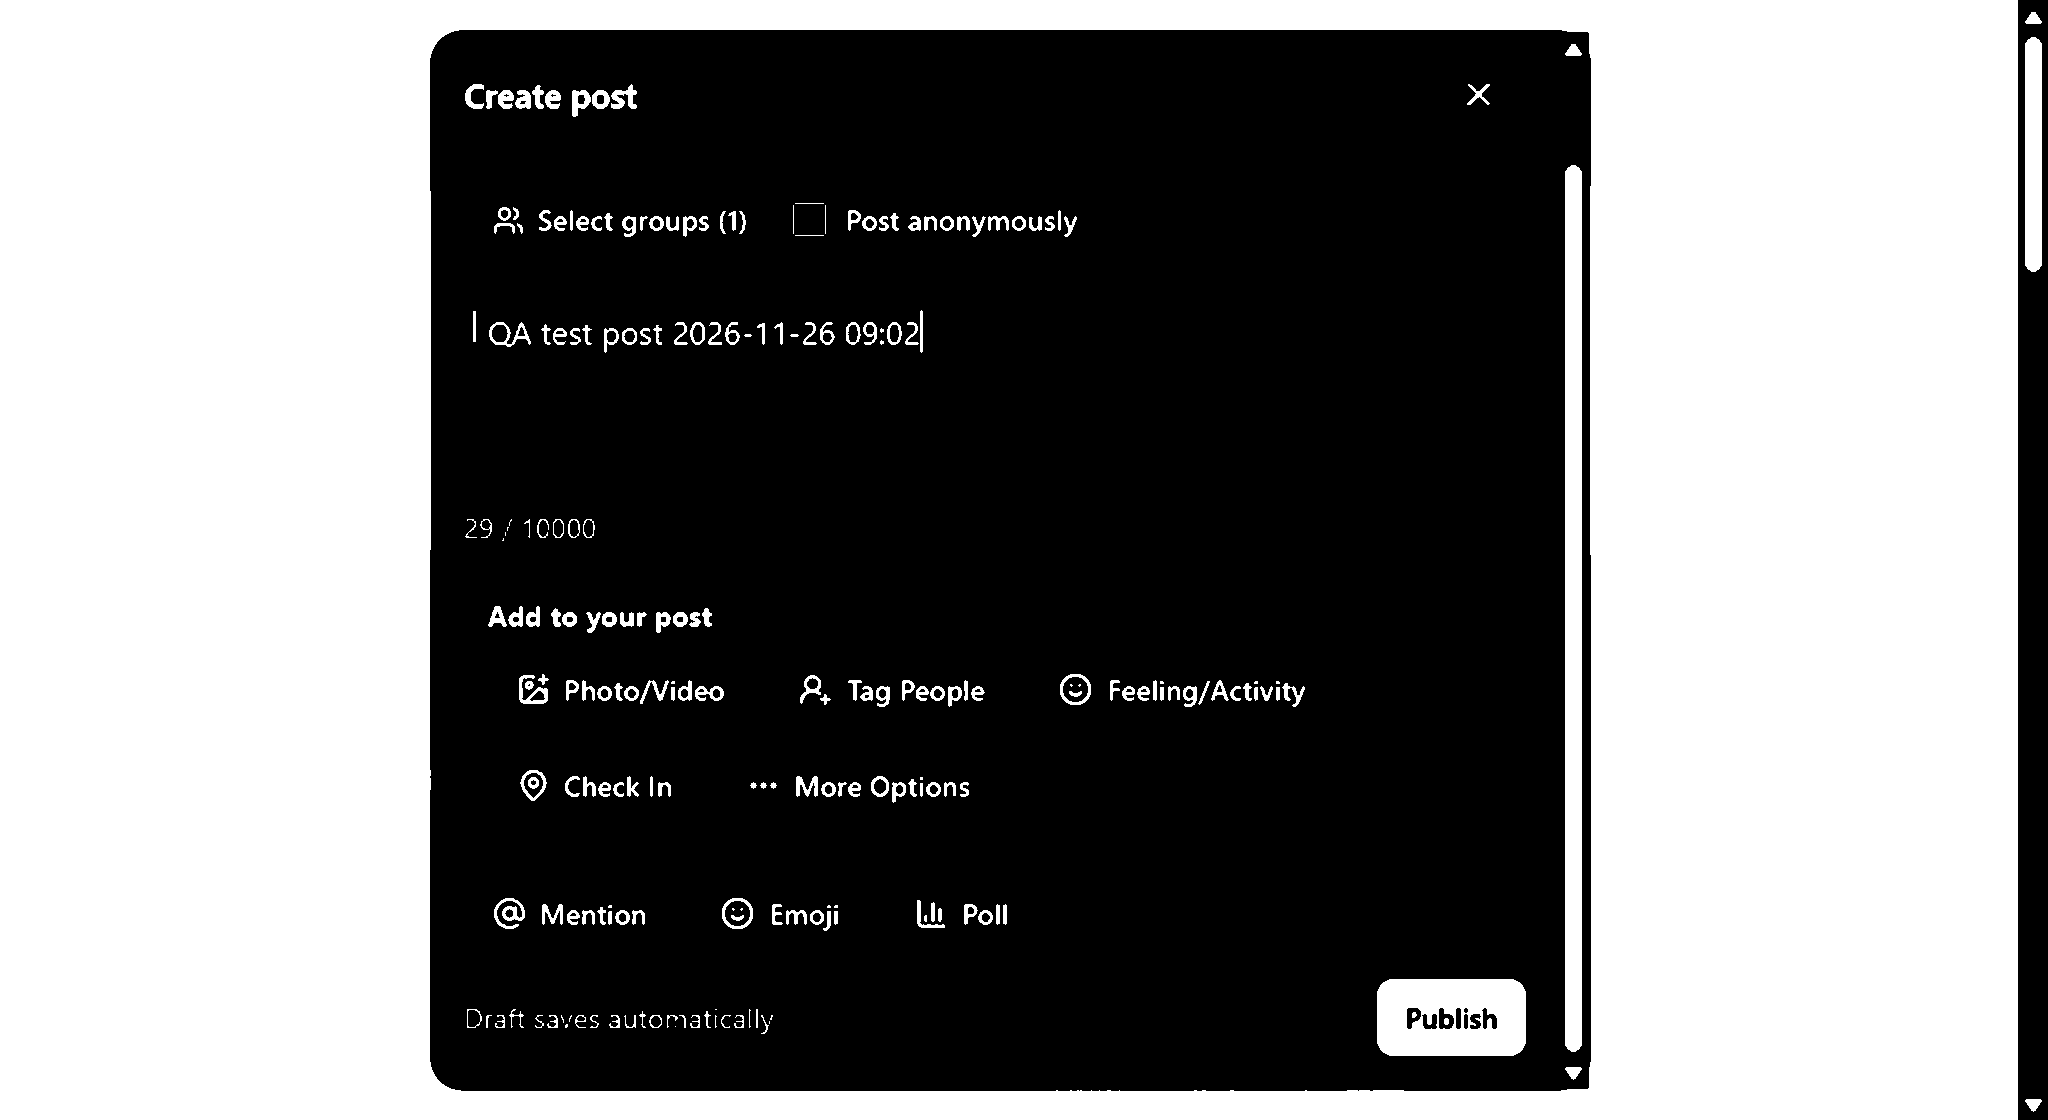 Create post
Select groups (1) Post anonymously
QA test post 2026-11-26 09:02
29 / 10000
Add to your post
Photo/Video Tag People Feeling/Activity
Check In More Options
Mention Emoji Poll
Draft saves automatically Publish